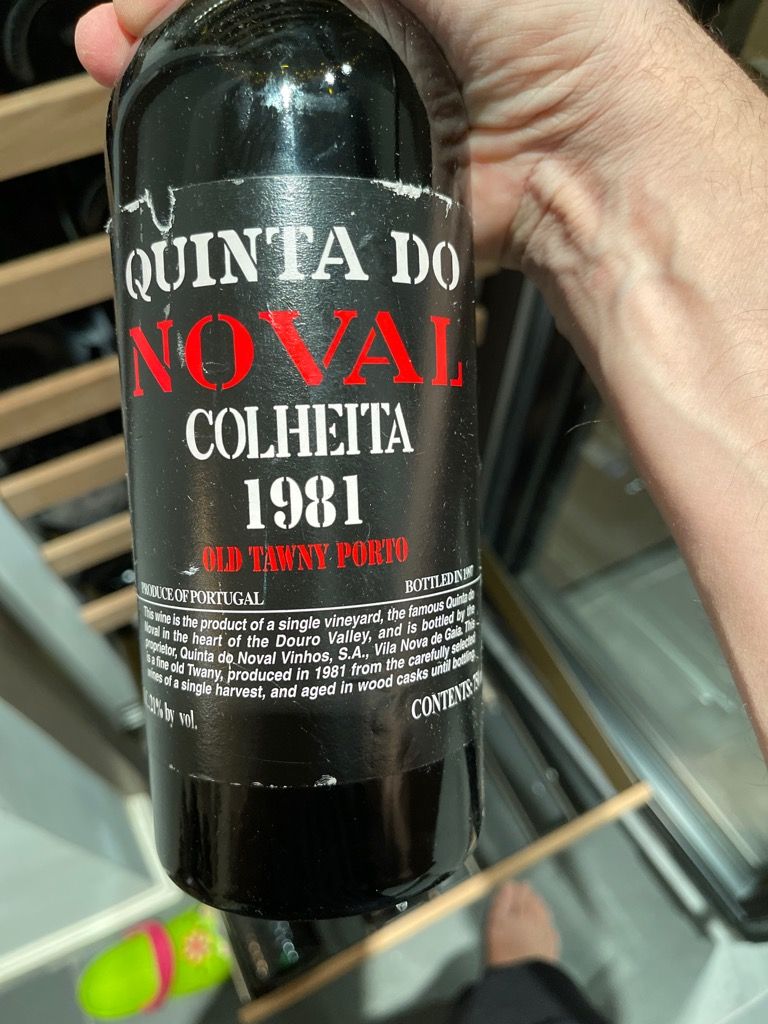 QUINTA DO
NOVAL
COLHEITA
1981
OLD TAWNY PORTO
PRODUCE OF PORTUGAL
BOTTLED IN 1997
This wine is the product of a single vineyard, the famous Quinta do
Noval in the heart of the Douro Valley, and is bottled by the
proprietor, Quinta do Noval Vinhos, S.A., Vila Nova de Gaia. This
is a fine old Twany, produced in 1981 from the carefully selected
wines of a single harvest, and aged in wood casks until bottling.
21% by vol.
CONTENTS: